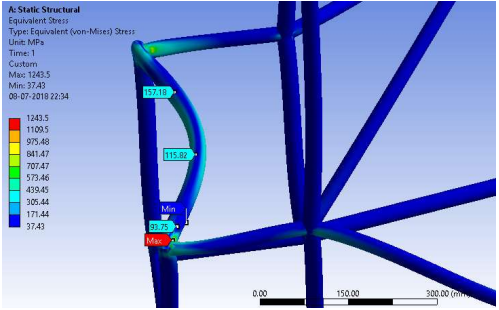 A: Static Structural
Equivalent Stress
Type: Equivalent (von-Mises) Stress
Unit: MPa
Time: 1
Custom
Max: 1243.5
Min: 37.43
08-07-2018 22:34
1243.5
1109.5
975.48
841.47
707.47
573.46
439.45
305.44
171.44
37.43
157.18
115.82
Min
93.75
Max
0.00
150.00
300.00 (mm)